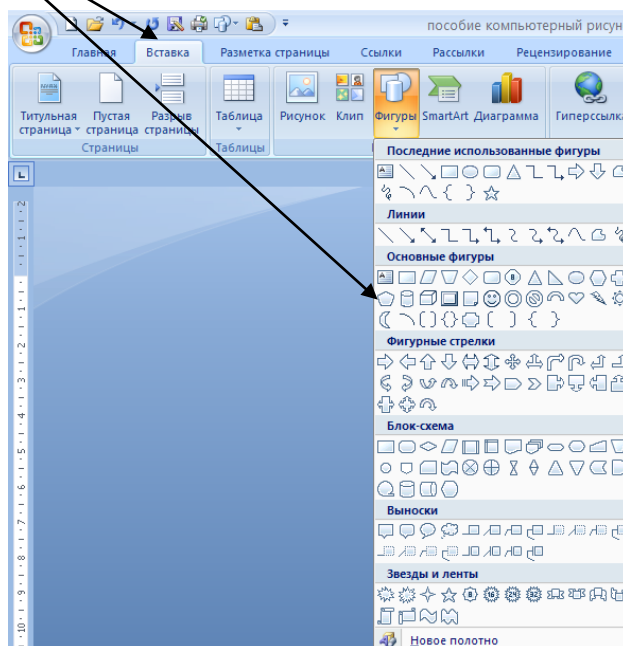 пособие компьютерный рисун
Главная Вставка Разметка страницы Ссылки Рассылки Рецензирование
Титульная страница Пустая страница Разрыв страницы Таблица Рисунок Клип Фигуры SmartArt Диаграмма Гиперссылка
Страницы Таблицы
Последние использованные фигуры
Линии
Основные фигуры
Фигурные стрелки
Блок-схема
Выноски
Звезды и ленты
Новое полотно